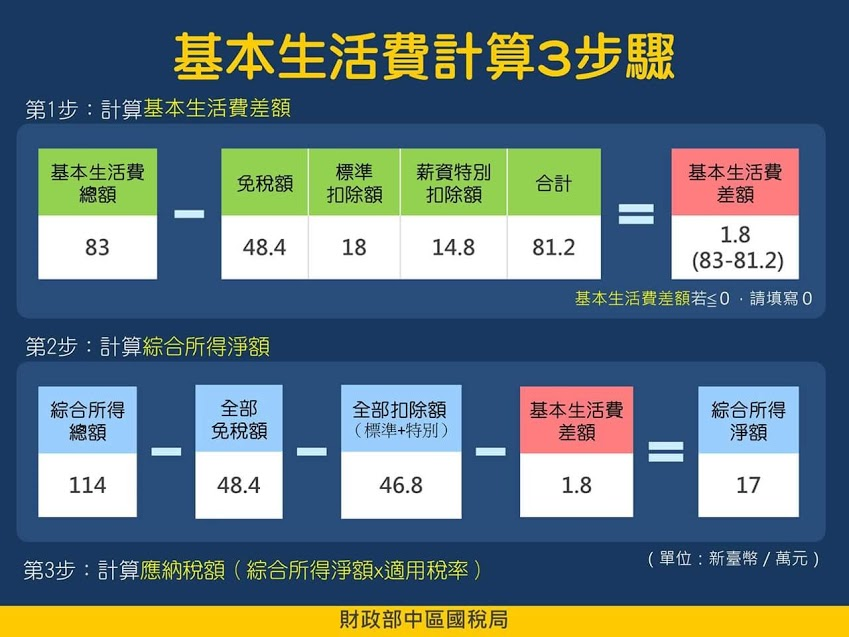 基本生活費計算3步驟
第1步：計算基本生活費差額
基本生活費
總額
83
－
免稅額
48.4
標準
扣除額
18
薪資特別
扣除額
14.8
合計
81.2
＝
基本生活費
差額
1.8
(83-81.2)
基本生活費差額若≦0，請填寫0
第2步：計算綜合所得淨額
綜合所得
總額
114
－
全部
免稅額
48.4
－
全部扣除額
（標準+特別）
46.8
－
基本生活費
差額
1.8
＝
綜合所得
淨額
17
（單位：新臺幣/萬元）
第3步：計算應納稅額（綜合所得淨額x適用稅率）
財政部中區國稅局